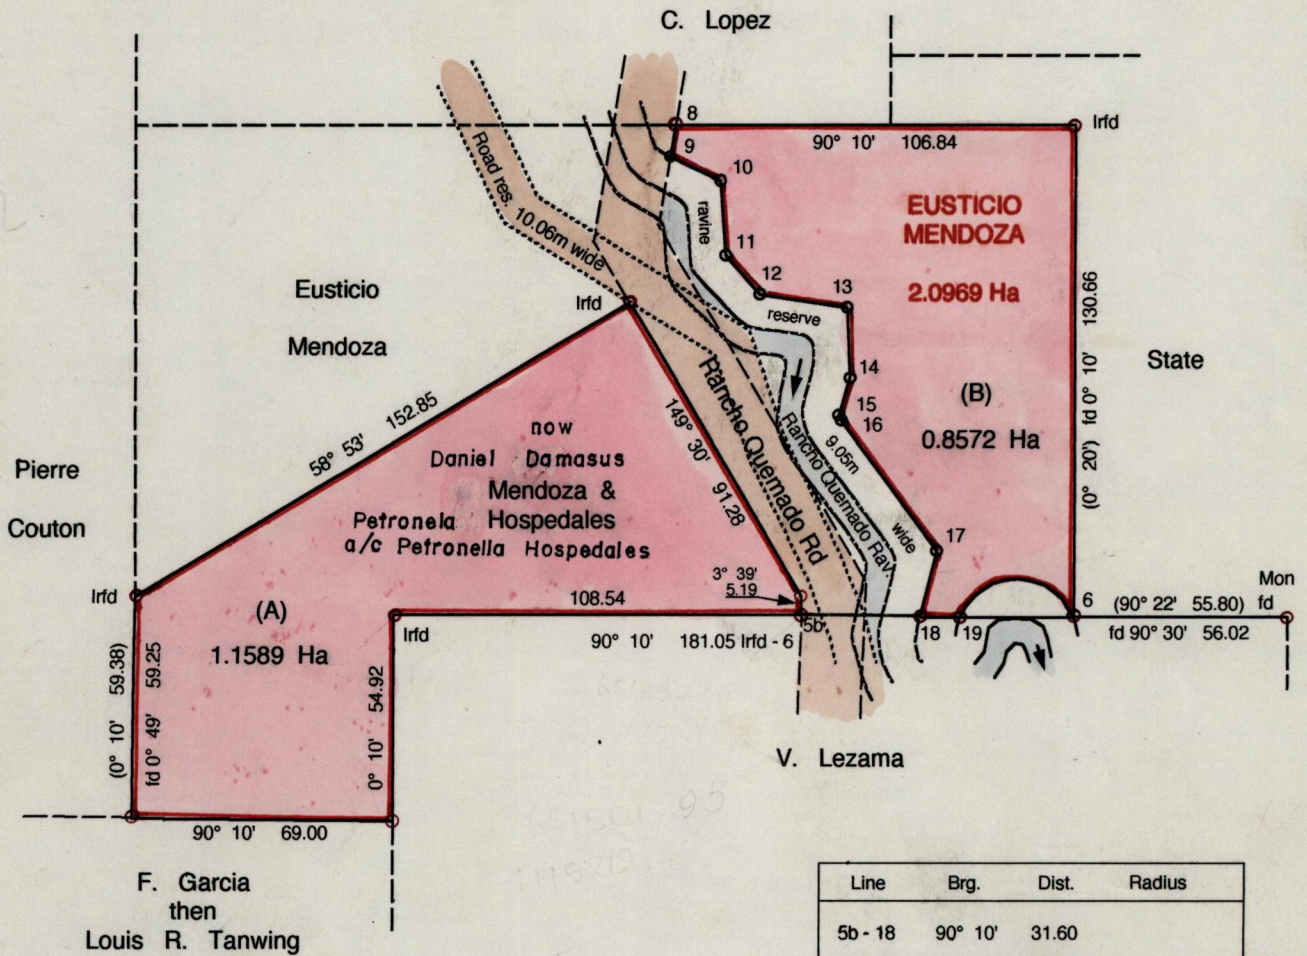 C. Lopez
8
Irfd
90° 10' 106.84
9
10
Road res.
10.06m wide
ravine
EUSTICIO
MENDOZA
2.0969 Ha
11
12
13
Irfd
reserve
Eusticio
Mendoza
130.66
fd 0° 10'
(0° 20')
State
14
(B)
0.8572 Ha
15
16
9.05m
wide
Rancho Quemado Rd
Rancho Quemado Rav.
149° 30' 91.28
58° 53' 152.85
now
Daniel Damasus
Mendoza &
Petronela Hospedales
a/c Petronella Hospedales
Pierre
Couton
17
3° 39'
5.19
Irfd
108.54
(A)
1.1589 Ha
Irfd
90° 10' 181.05 Irfd - 6
5b
18
19
6
(90° 22' 55.80)
fd 90° 30' 56.02
Mon
fd
(0° 10' 59.38)
fd 0° 49' 59.25
0° 10' 54.92
V. Lezama
90° 10' 69.00
F. Garcia
then
Louis R. Tanwing
Line Brg. Dist. Radius
5b - 18 90° 10' 31.60